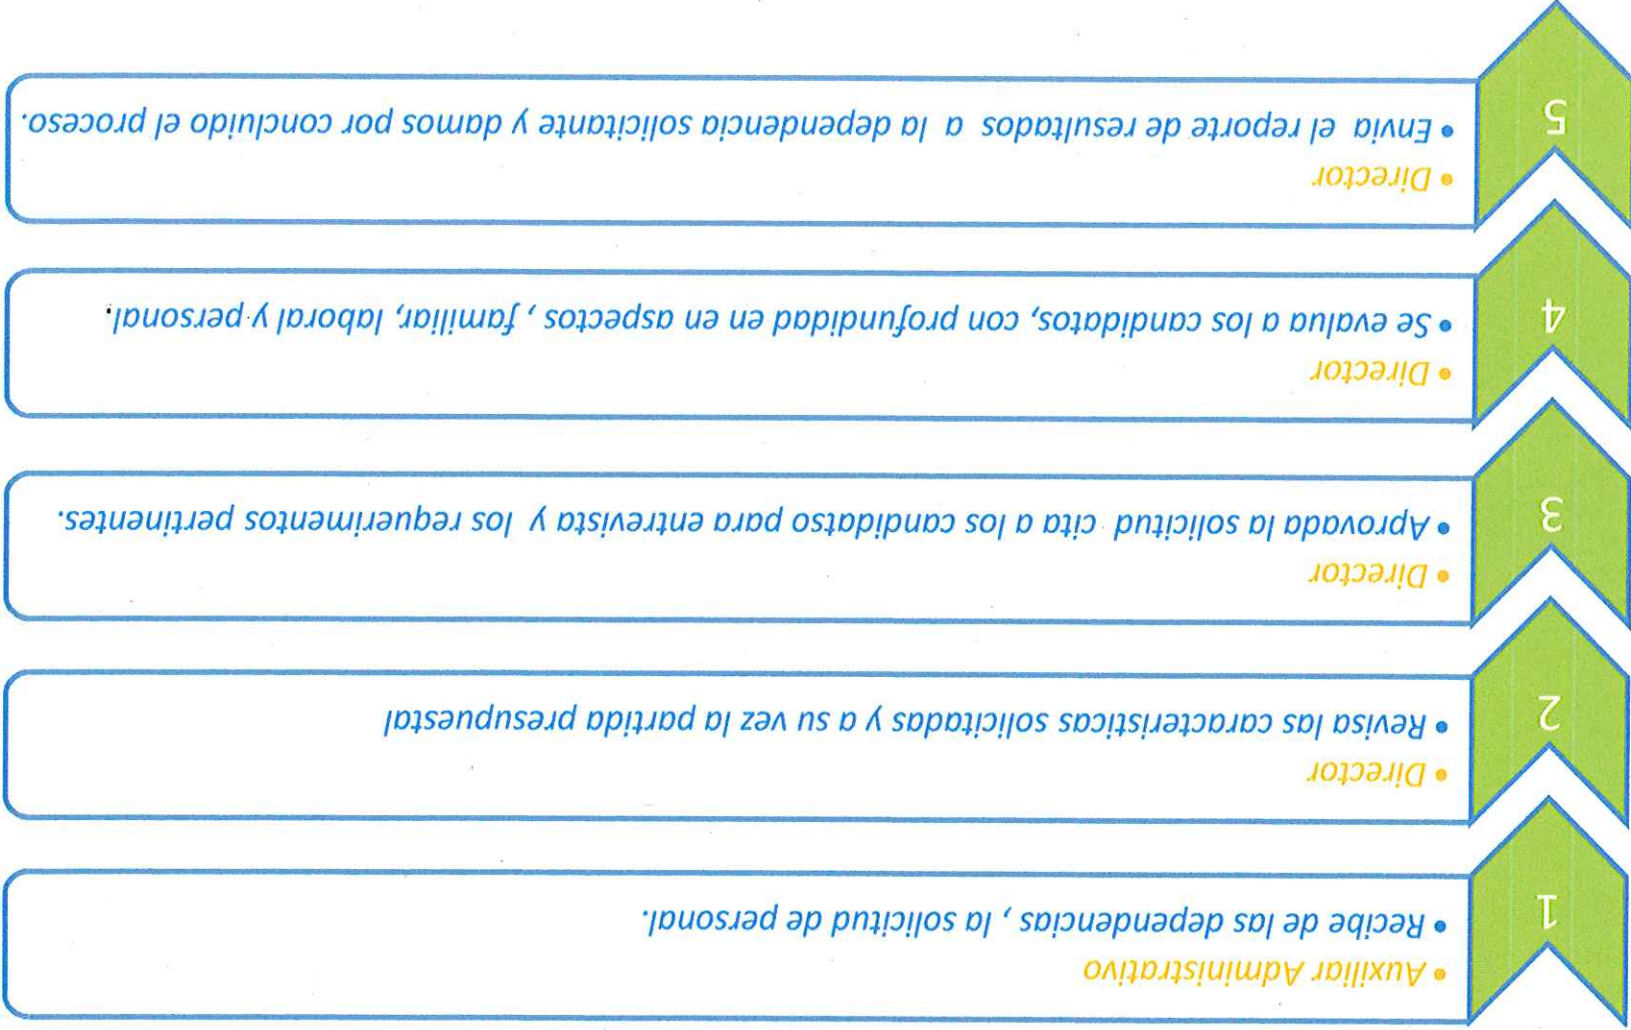 1
• Auxiliar Administrativo
• Recibe de las dependencias , la solicitud de personal.
2
• Director
• Revisa las características solicitadas y a su vez la partida presupuestal
3
• Director
• Aprovada la solicitud cita a los candidatso para entrevista y los requerimentos pertinentes.
4
• Director
• Se evalua a los candidatos, con profundidad en en aspectos , familiar, laboral y personal.
5
• Director
• Envia el reporte de resultados a la dependencia solicitante y damos por concluido el proceso.